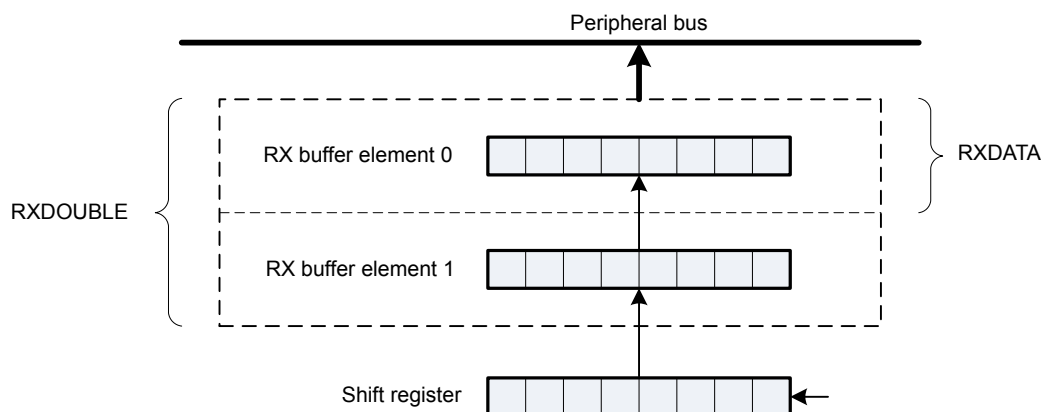 Peripheral bus
RX buffer element 0
RXDATA
RXDOUBLE
RX buffer element 1
Shift register